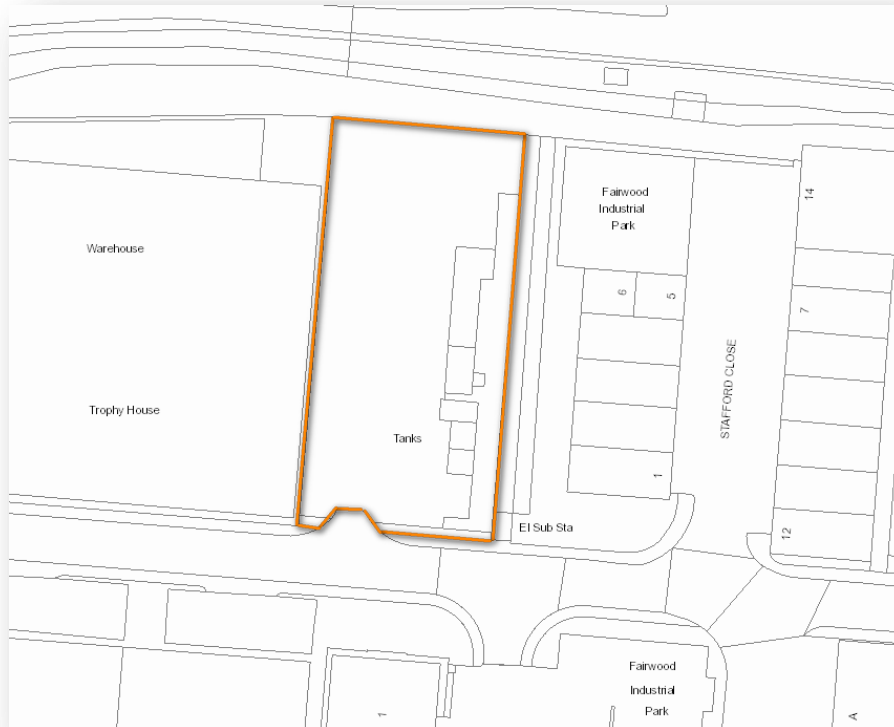 Fairwood
Industrial
Park
14
Warehouse
6
5
7
STAFFORD CLOSE
Trophy House
Tanks
1
El Sub Sta
12
Fairwood
Industrial
Park
1
A